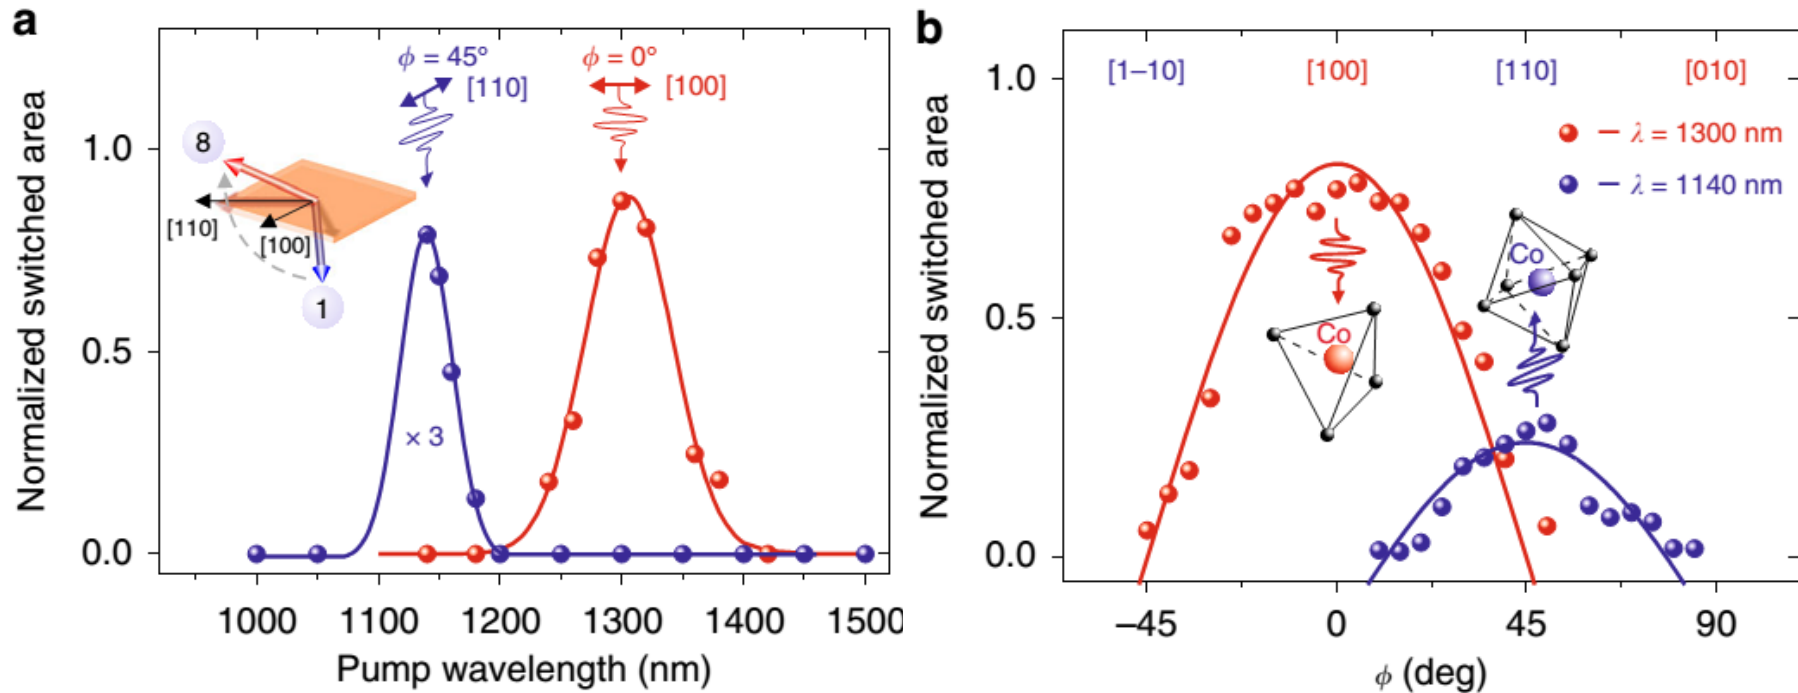 a
Normalized switched area
1.0
0.5
0.0
ϕ = 45°
[110]
ϕ = 0°
[100]
8
[110]
[100]
1
× 3
1000 1100 1200 1300 1400 1500
Pump wavelength (nm)
b
Normalized switched area
1.0
0.5
0.0
[1–10] [100] [110] [010]
– λ = 1300 nm
– λ = 1140 nm
Co
Co
–45 0 45 90
ϕ (deg)